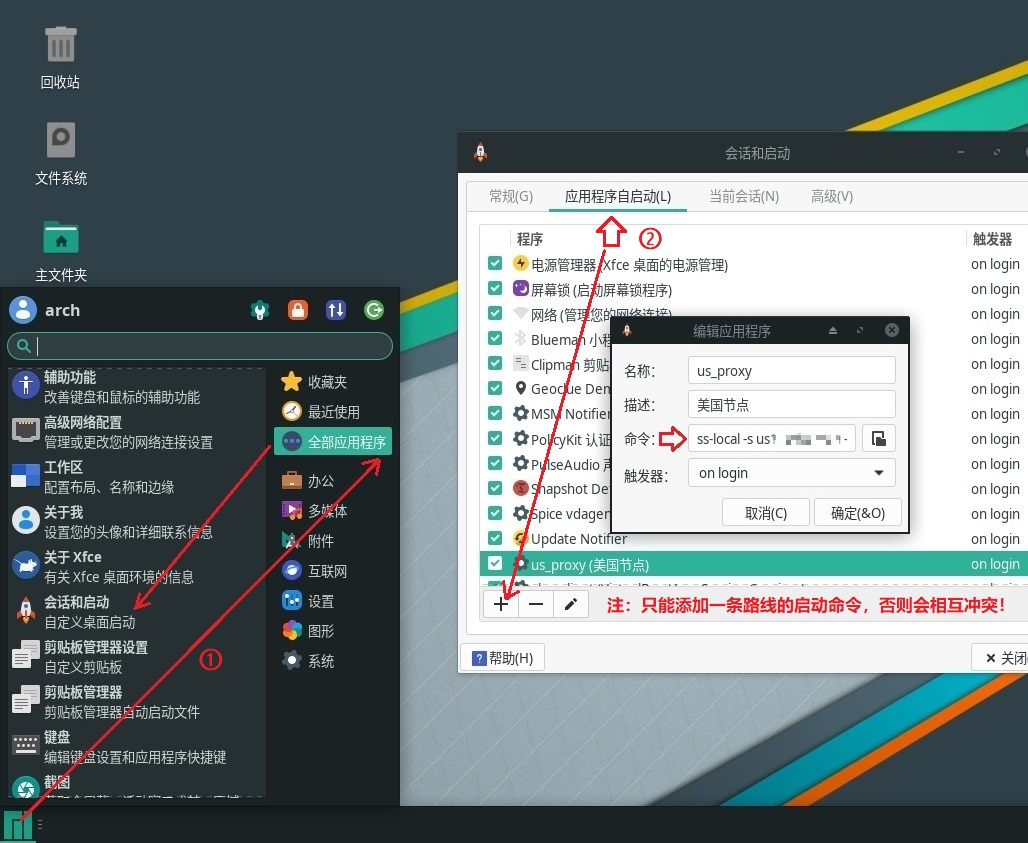 回收站
文件系统
主文件夹
arch
辅助功能
改善键盘和鼠标的辅助功能
高级网络配置
管理或更改您的网络连接设置
工作区
配置布局、名称和边缘
关于我
设置您的头像和详细联系信息
关于 Xfce
有关 Xfce 桌面环境的信息
会话和启动
自定义桌面启动
剪贴板管理器设置
自定义剪贴板
剪贴板管理器
剪贴板管理器自动启动文件
键盘
编辑键盘设置和应用程序快捷键
截图
收藏夹
最近使用
全部应用程序
办公
多媒体
附件
互联网
设置
图形
系统
①
会话和启动
常规(G) 应用程序自启动(L) 当前会话(N) 高级(V)
②
程序 触发器
电源管理器 (Xfce 桌面的电源管理) on login
屏幕锁 (启动屏幕锁程序) on login
网络 (管理您的网络连接) on login
Blueman 小程 on login
Clipman 剪贴 on login
Geoclue Dem on login
MSM Notifier on login
PolicyKit 认证 on login
PulseAudio 声 on login
Snapshot De on login
Spice vdagen on login
Update Notifier on login
us_proxy (美国节点) on login
注：只能添加一条路线的启动命令，否则会相互冲突！
帮助(H)
关闭
编辑应用程序
名称： us_proxy
描述： 美国节点
命令： ss-local -s us1
触发器： on login
取消(C) 确定(&O)